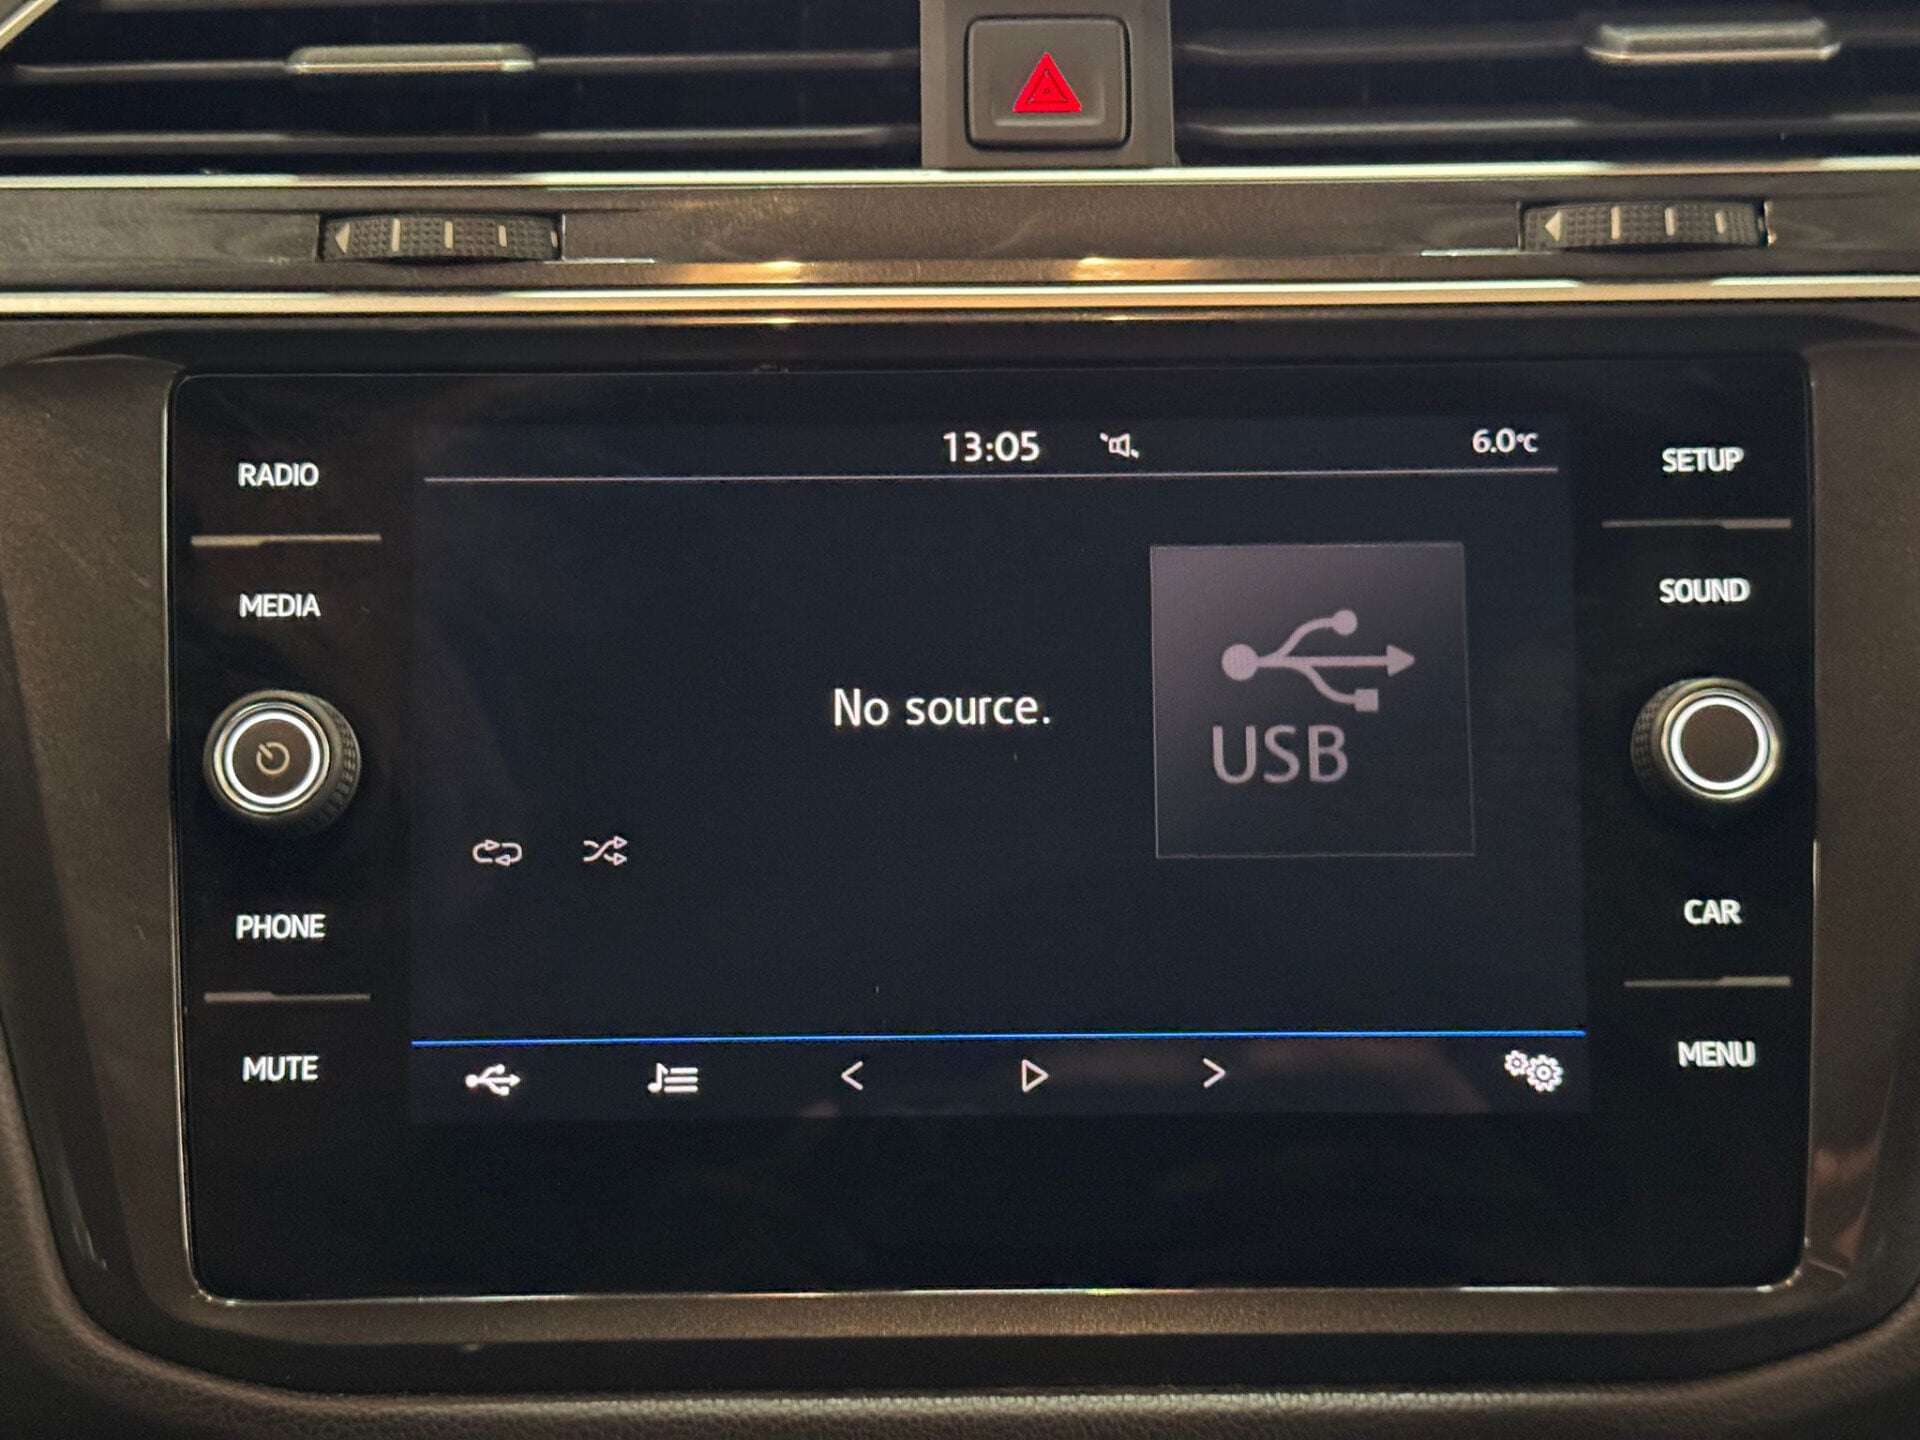 13:05 6.0°C
RADIO
SETUP
MEDIA
SOUND
No source.
USB
PHONE
CAR
MUTE
MENU